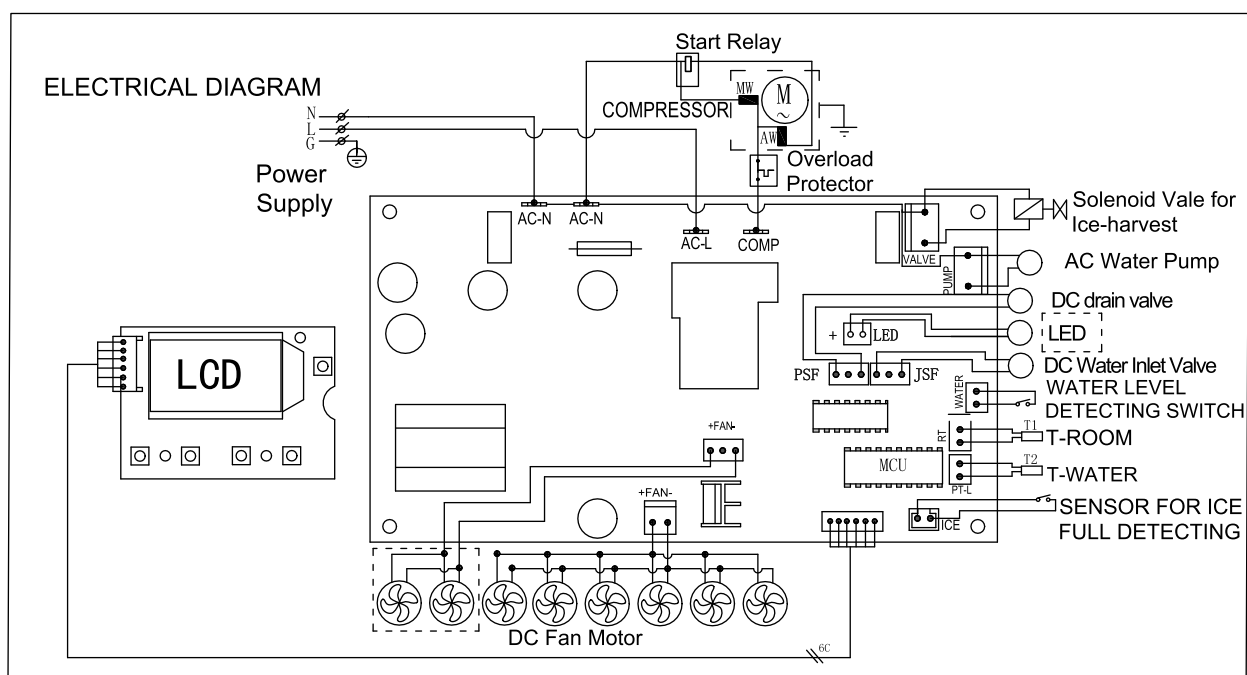 Start Relay
ELECTRICAL DIAGRAM
MW
M
~
COMPRESSORI
N
L
G
AW
Power
Supply
Overload
Protector
AC-N
AC-N
AC-L
COMP
VALVE
Solenoid Vale for
Ice-harvest
PUMP
AC Water Pump
DC drain valve
+
LED
LED
LCD
PSF
JSF
DC Water Inlet Valve
WATER
WATER LEVEL
DETECTING SWITCH
+FAN-
RT
T1
T-ROOM
MCU
T2
T-WATER
PT-L
+FAN-
ICE
SENSOR FOR ICE
FULL DETECTING
DC Fan Motor
6C